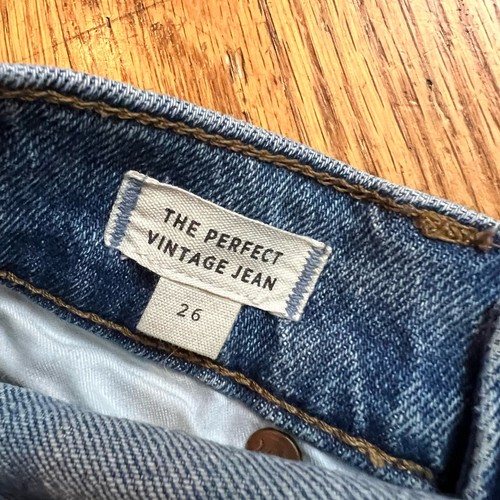 THE PERFECT
VINTAGE JEAN
26